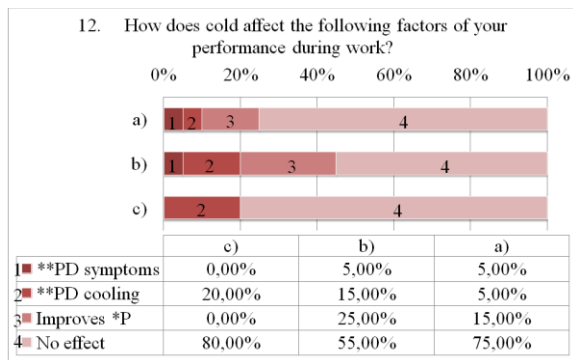 12. How does cold affect the following factors of your
performance during work?
0% 20% 40% 60% 80% 100%
a) 1 2 3 4
b) 1 2 3 4
c) 2 4
c) b) a)
1 **PD symptoms 0,00% 5,00% 5,00%
2 **PD cooling 20,00% 15,00% 5,00%
3 Improves *P 0,00% 25,00% 15,00%
4 No effect 80,00% 55,00% 75,00%